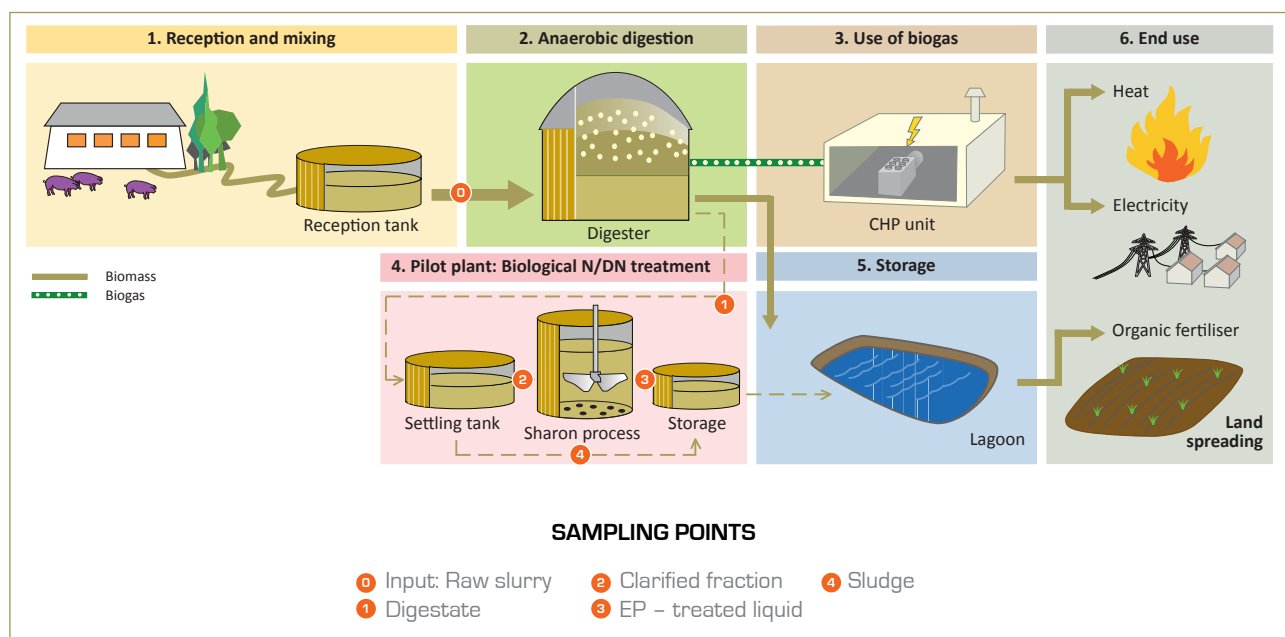 1. Reception and mixing
2. Anaerobic digestion
3. Use of biogas
6. End use
Reception tank
0
Digester
CHP unit
Heat
Electricity
Biomass
Biogas
4. Pilot plant: Biological N/DN treatment
1
5. Storage
Settling tank
2
Sharon process
3
Storage
4
Lagoon
Organic fertiliser
Land
spreading
SAMPLING POINTS
0 Input: Raw slurry
2 Clarified fraction
4 Sludge
1 Digestate
3 EP – treated liquid